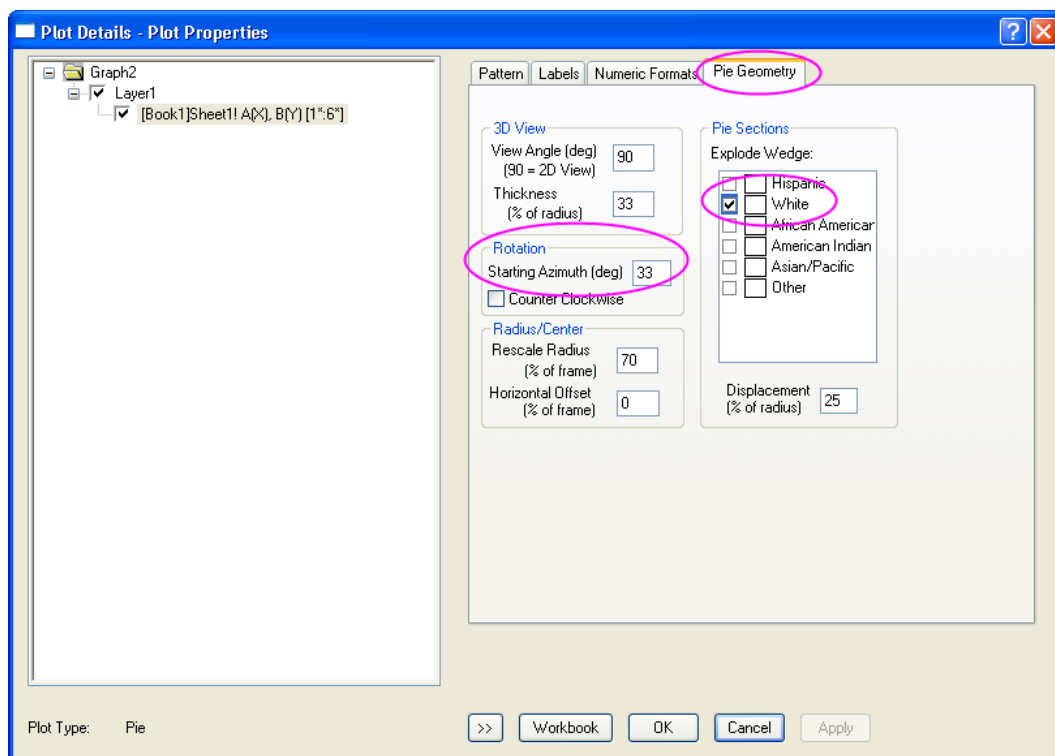 Plot Details - Plot Properties
Graph2
Layer1
[Book1]Sheet1! A(X), B(Y) [1*:6*]
Pattern
Labels
Numeric Formats
Pie Geometry
3D View
View Angle (deg)
(90 = 2D View)
90
Thickness
(% of radius)
33
Rotation
Starting Azimuth (deg)
33
Counter Clockwise
Radius/Center
Rescale Radius
(% of frame)
70
Horizontal Offset
(% of frame)
0
Pie Sections
Explode Wedge:
Hispanic
White
African American
American Indian
Asian/Pacific
Other
Displacement
(% of radius)
25
Plot Type: Pie
>>
Workbook
OK
Cancel
Apply